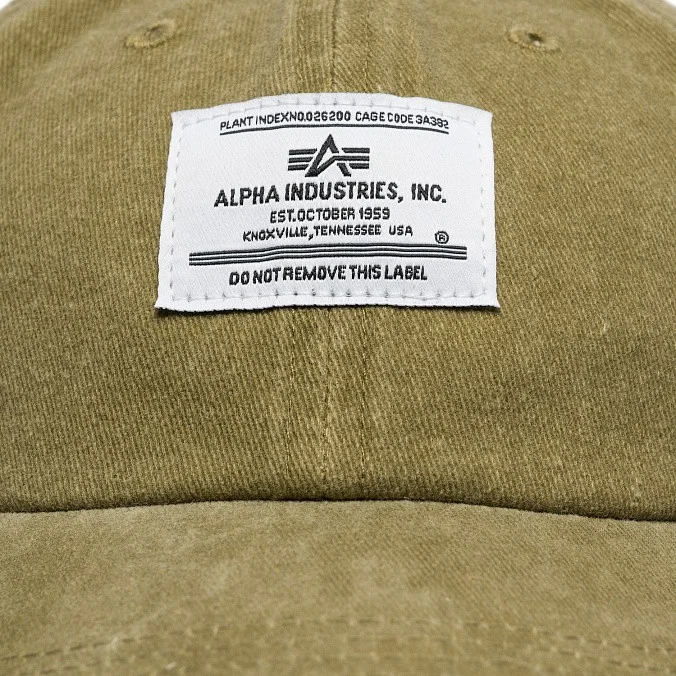 PLANT INDEXNO.026200 CAGE CODE 3A382
ALPHA INDUSTRIES, INC.
EST.OCTOBER 1959
KNOXVILLE, TENNESSEE USA
®
DO NOT REMOVE THIS LABEL